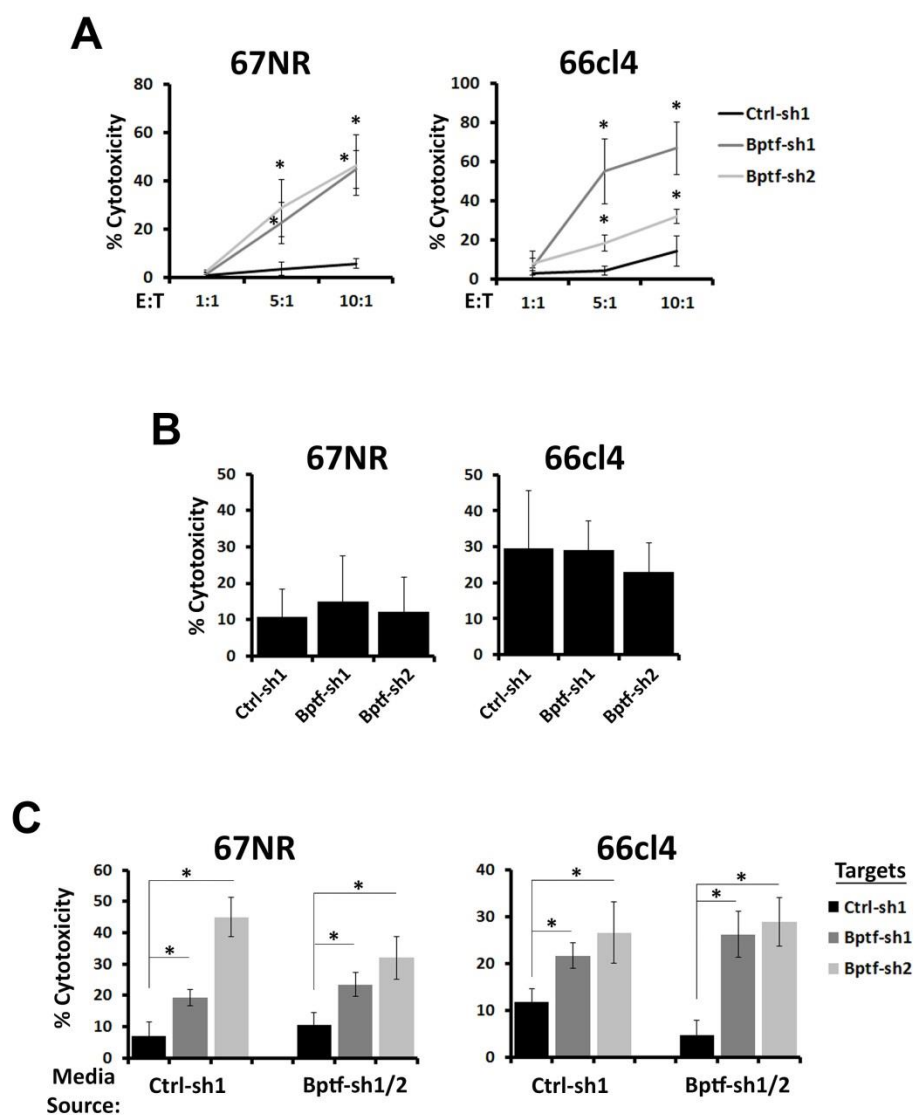 A
67NR
66cl4
% Cytotoxicity
80
60
40
20
0
E:T
1:1
5:1
10:1
*
*
*
*
100
80
60
40
20
0
1:1
5:1
10:1
*
*
*
*
Ctrl-sh1
Bptf-sh1
Bptf-sh2
B
67NR
66cl4
% Cytotoxicity
50
40
30
20
10
0
Ctrl-sh1
Bptf-sh1
Bptf-sh2
50
40
30
20
10
0
Ctrl-sh1
Bptf-sh1
Bptf-sh2
C
67NR
66cl4
% Cytotoxicity
60
50
40
30
20
10
0
*
*
*
*
Media
Source:
Ctrl-sh1
Bptf-sh1/2
40
30
20
10
0
*
*
*
*
Ctrl-sh1
Bptf-sh1/2
Targets
Ctrl-sh1
Bptf-sh1
Bptf-sh2